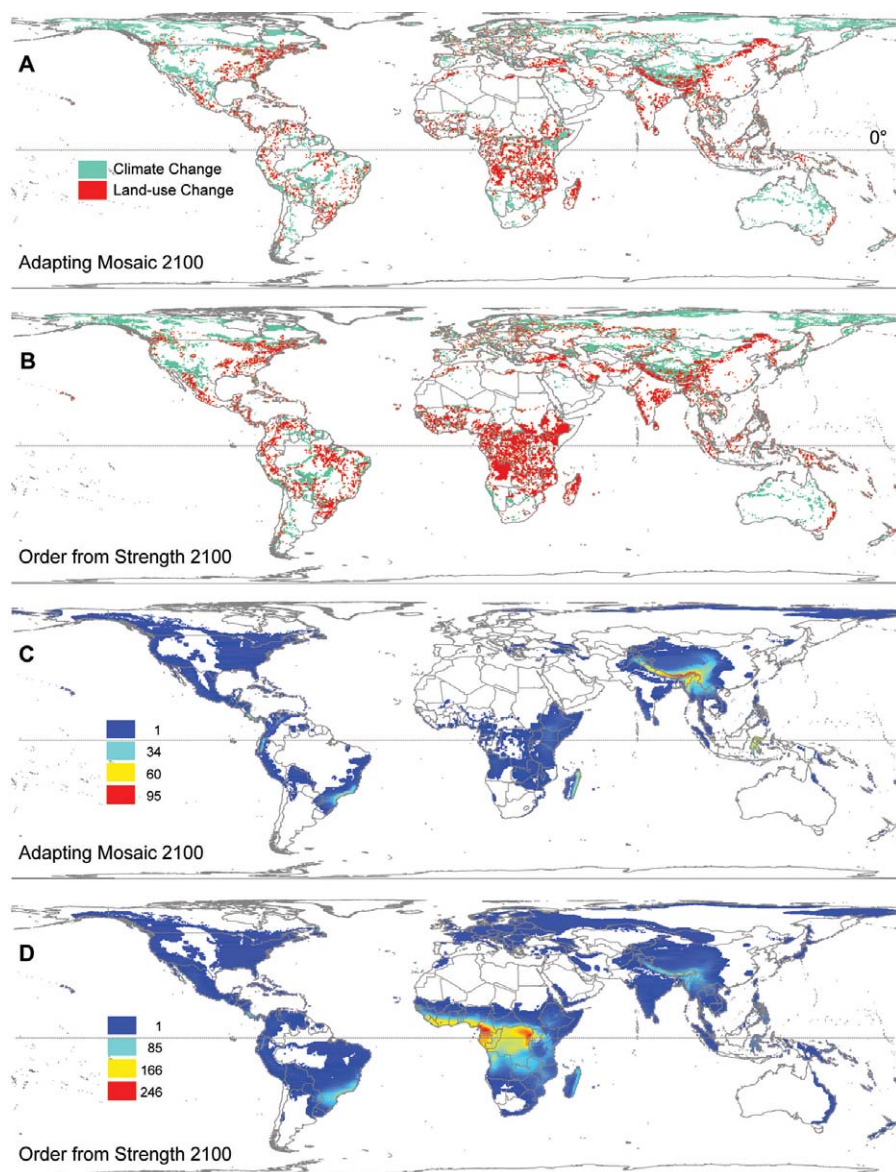 A
0°
Climate Change
Land-use Change
Adapting Mosaic 2100
B
Order from Strength 2100
C
1
34
60
95
Adapting Mosaic 2100
D
1
85
166
246
Order from Strength 2100